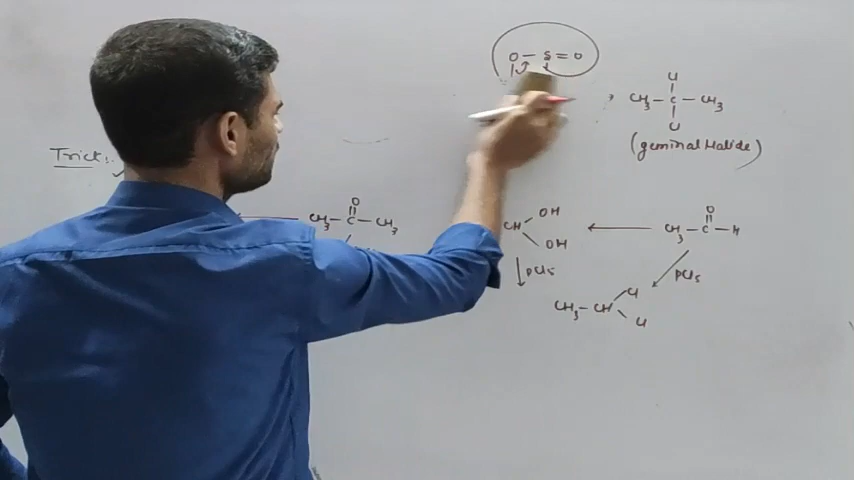 O — S = O
Cl
CH3 — C — CH3
Cl
(geminal Halide)
Trick:
O
CH3 — C — CH3
OH
CH
OH
O
CH3 — C — H
PCl5
PCl5
Cl
CH3 — CH
Cl